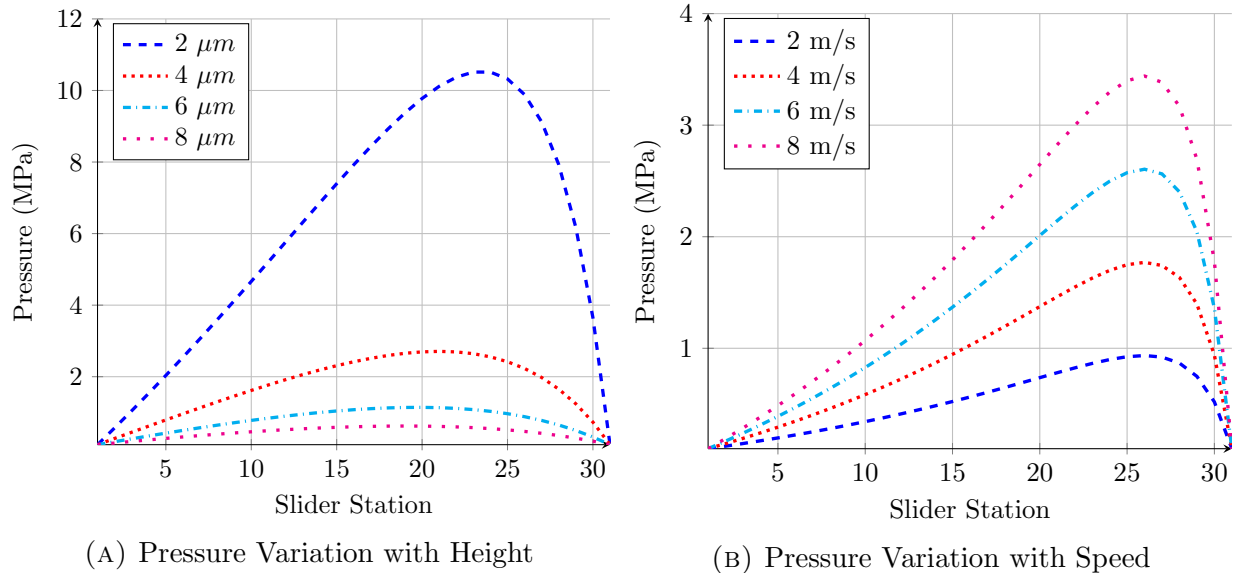 12
10
8
6
4
2
Pressure (MPa)
2 μm
4 μm
6 μm
8 μm
5 10 15 20 25 30
Slider Station
(A) Pressure Variation with Height
4
3
2
1
Pressure (MPa)
2 m/s
4 m/s
6 m/s
8 m/s
5 10 15 20 25 30
Slider Station
(B) Pressure Variation with Speed